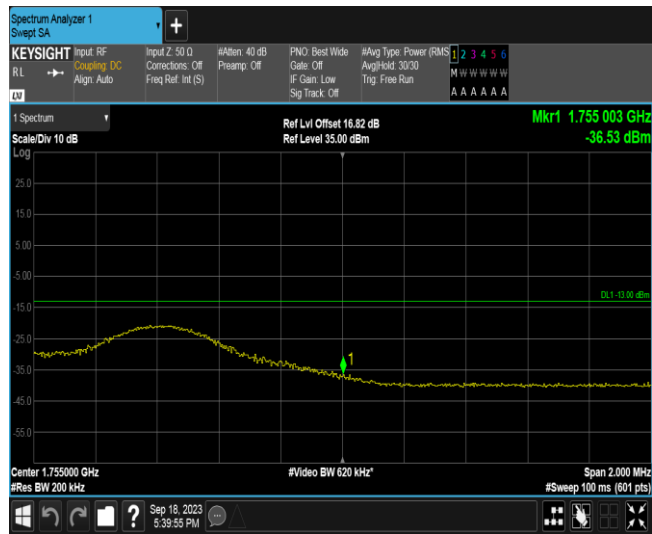 Spectrum Analyzer 1
Swept SA
+
KEYSIGHT
RL
LXI
Input: RF
Coupling: DC
Align: Auto
Input Z: 50 Ω
Corrections: Off
Freq Ref: Int (S)
#Atten: 40 dB
Preamp: Off
PNO: Best Wide
Gate: Off
IF Gain: Low
Sig Track: Off
#Avg Type: Power (RMS
Avg|Hold: 30/30
Trig: Free Run
1 2 3 4 5 6
M W W W W W
A A A A A A
1 Spectrum
Scale/Div 10 dB
Log
Ref Lvl Offset 16.82 dB
Ref Level 35.00 dBm
Mkr1 1.755 003 GHz
-36.53 dBm
25.0
15.0
5.00
-5.00
DL1 -13.00 dBm
-15.0
-25.0
1
-35.0
-45.0
-55.0
Center 1.755000 GHz
#Video BW 620 kHz*
Span 2.000 MHz
#Res BW 200 kHz
#Sweep 100 ms (601 pts)
?
Sep 18, 2023
5:39:55 PM